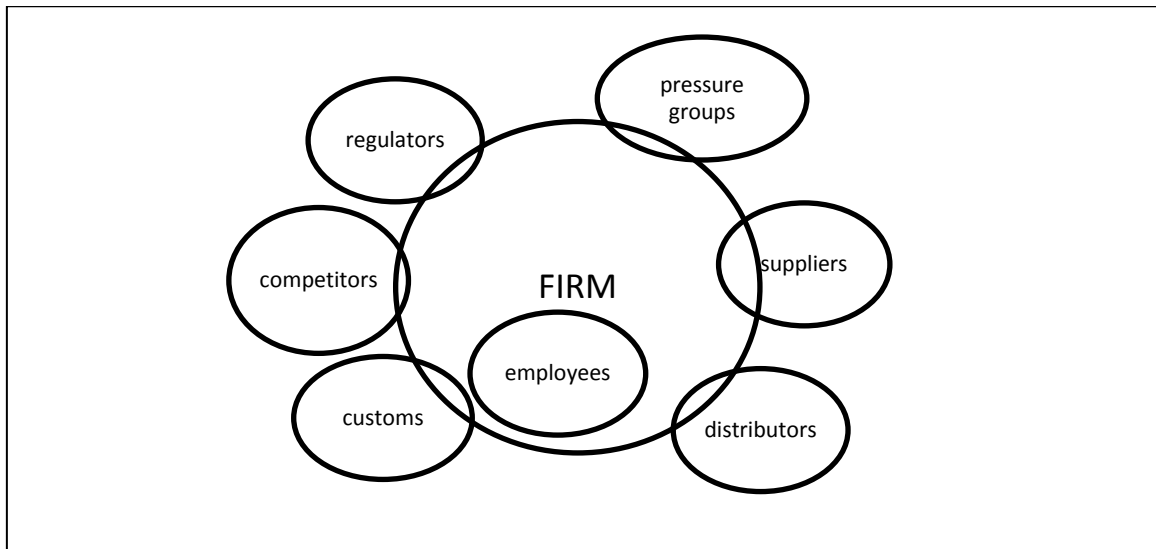 pressure
groups
regulators
suppliers
competitors
FIRM
employees
customs
distributors